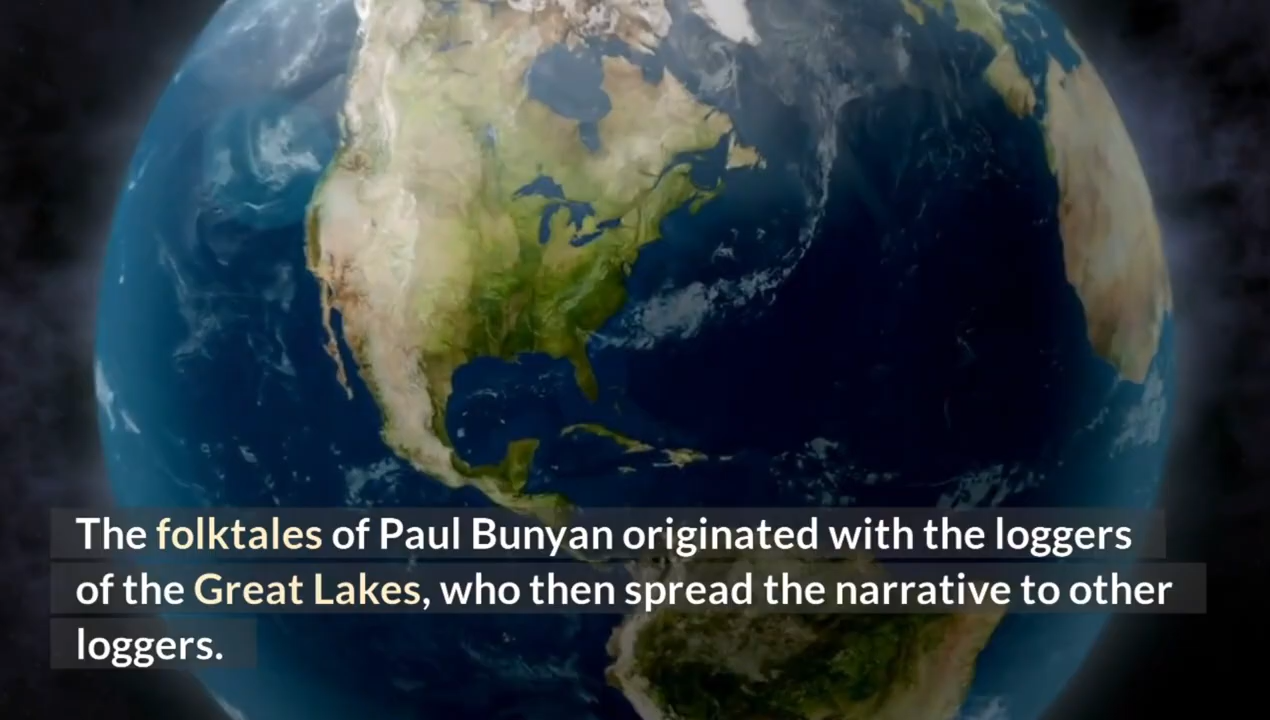 The folktales of Paul Bunyan originated with the loggers
of the Great Lakes, who then spread the narrative to other
loggers.